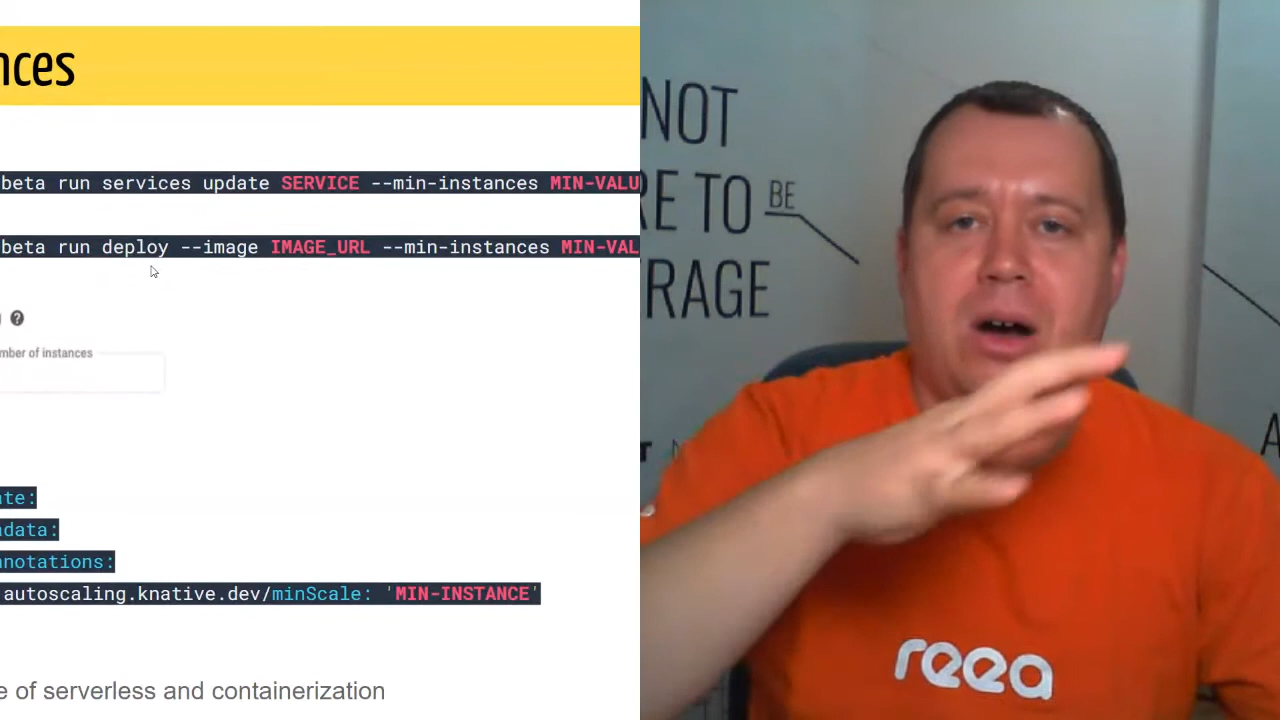 nces
beta run services update SERVICE --min-instances MIN-VALU
beta run deploy --image IMAGE_URL --min-instances MIN-VAL
?
mber of instances
ate:
adata:
nnotations:
autoscaling.knative.dev/minScale: 'MIN-INSTANCE'
e of serverless and containerization
NOT
RE TO BE
RAGE
A
reea